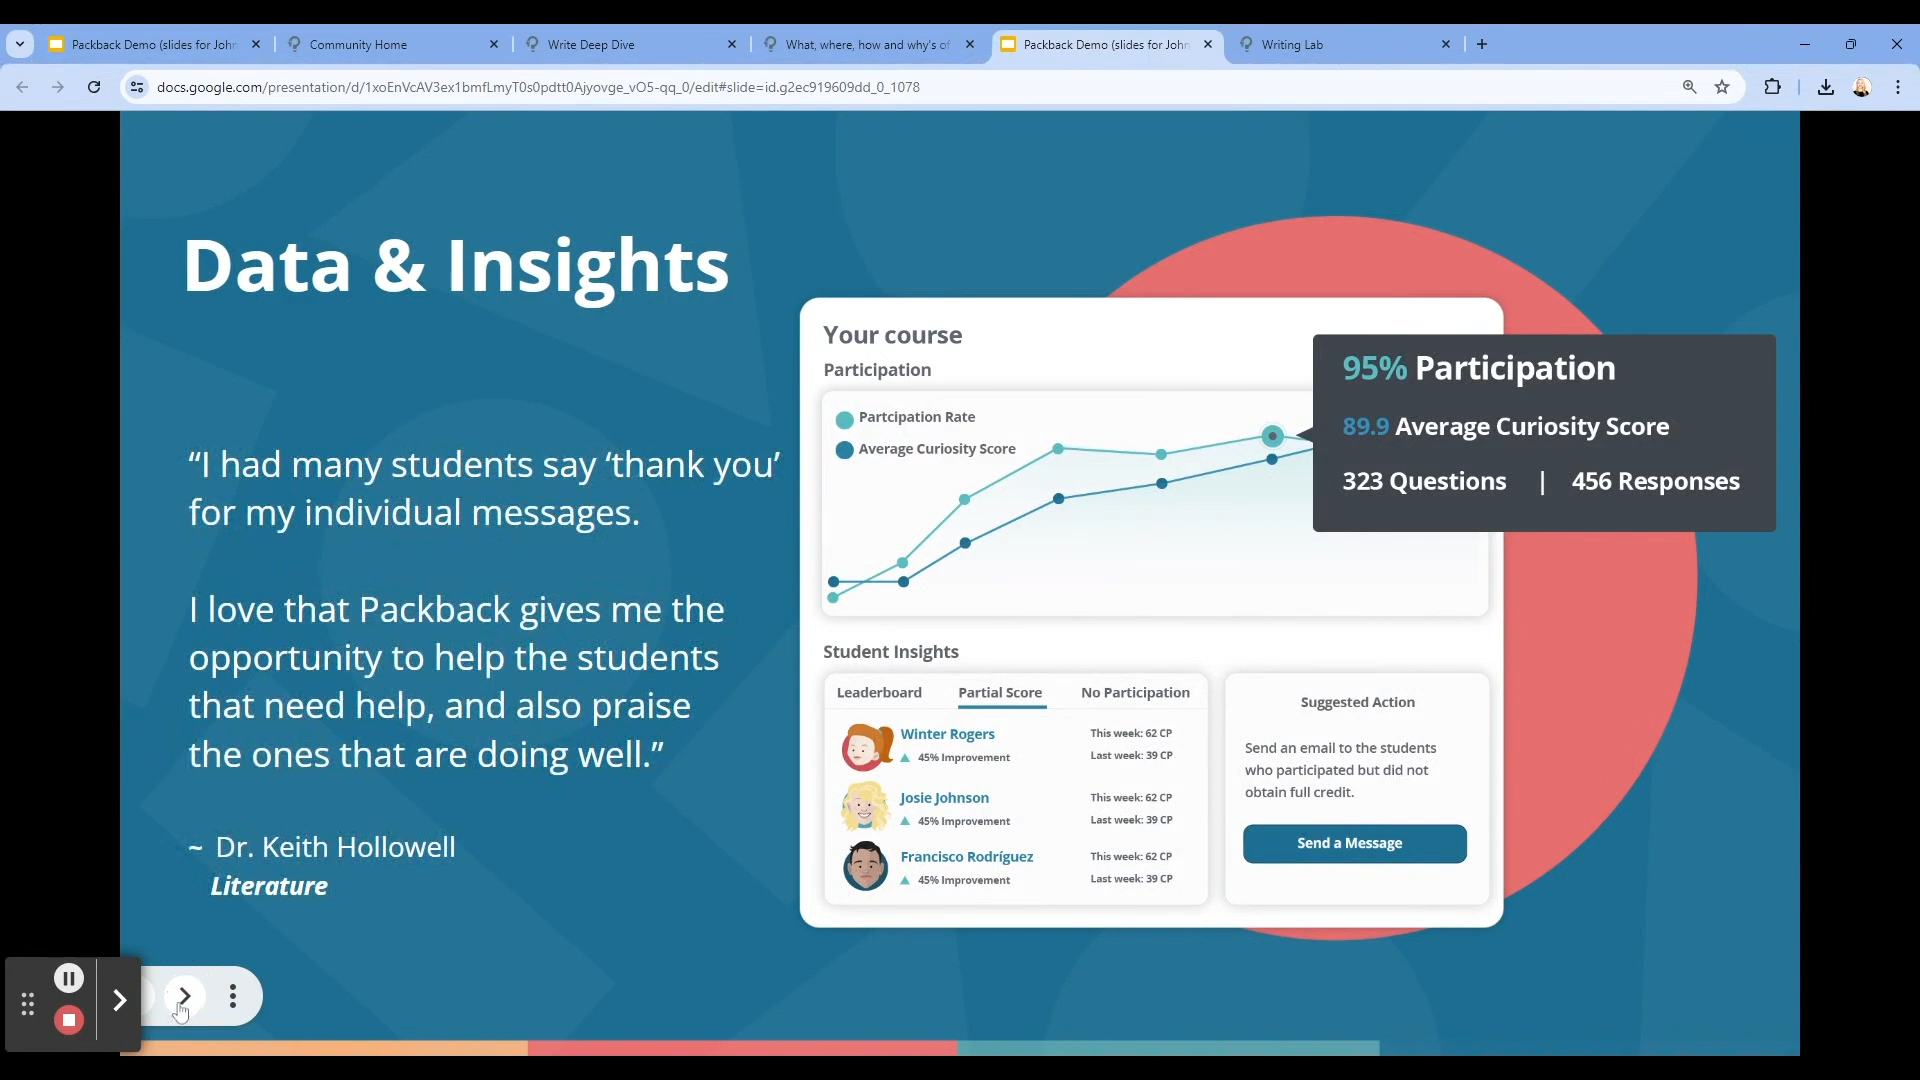 Packback Demo (slides for John
Community Home
Write Deep Dive
What, where, how and why's of
Packback Demo (slides for John
Writing Lab
docs.google.com/presentation/d/1xoEnVcAV3ex1bmfLmyT0s0pdtt0Ajyovge_vO5-qq_0/edit#slide=id.g2ec919609dd_0_1078
Data & Insights
“I had many students say ‘thank you’
for my individual messages.
I love that Packback gives me the
opportunity to help the students
that need help, and also praise
the ones that are doing well.”
~ Dr. Keith Hollowell
Literature
Your course
Participation
Partcipation Rate
Average Curiosity Score
95% Participation
89.9 Average Curiosity Score
323 Questions | 456 Responses
Student Insights
Leaderboard
Partial Score
No Participation
Winter Rogers
45% Improvement
This week: 62 CP
Last week: 39 CP
Josie Johnson
45% Improvement
This week: 62 CP
Last week: 39 CP
Francisco Rodríguez
45% Improvement
This week: 62 CP
Last week: 39 CP
Suggested Action
Send an email to the students
who participated but did not
obtain full credit.
Send a Message